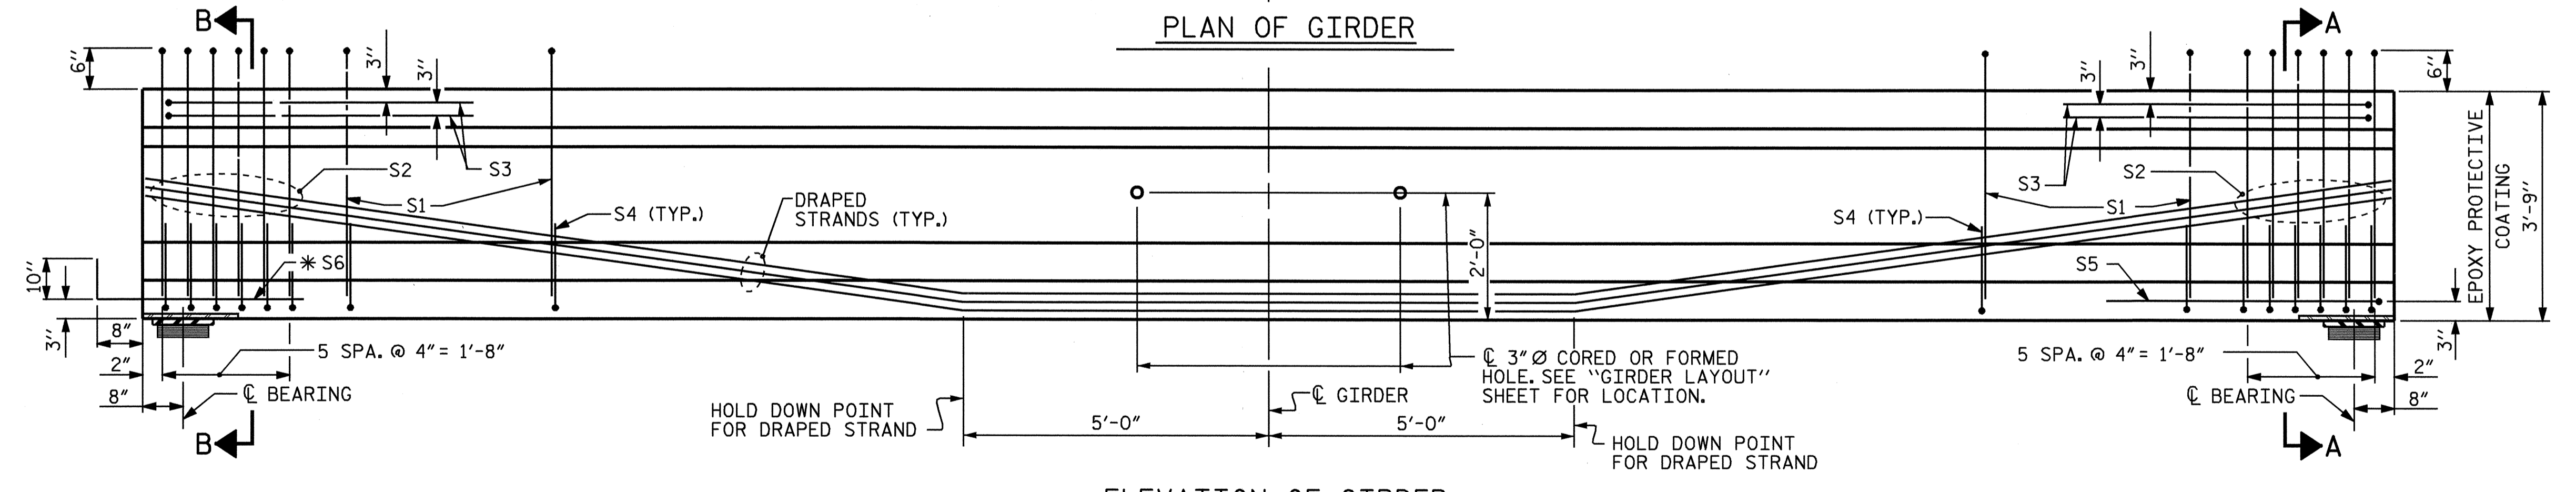 PLAN OF GIRDER
B
A
6"
3"
3"
3"
3"
6"
S3
S3
S2
S2
S1
S1
DRAPED
STRANDS (TYP.)
S4 (TYP.)
S4 (TYP.)
EPOXY PROTECTIVE
COATING
3'-9"
2'-0"
10"
✳ S6
S5
3"
8"
3"
5 SPA. @ 4" = 1'-8"
5 SPA. @ 4" = 1'-8"
2"
2"
8"
℄ BEARING
℄ BEARING
8"
℄ 3" Ø CORED OR FORMED
HOLE. SEE "GIRDER LAYOUT"
SHEET FOR LOCATION.
℄ GIRDER
HOLD DOWN POINT
FOR DRAPED STRAND
5'-0"
5'-0"
HOLD DOWN POINT
FOR DRAPED STRAND
B
A
ELEVATION OF GIRDER